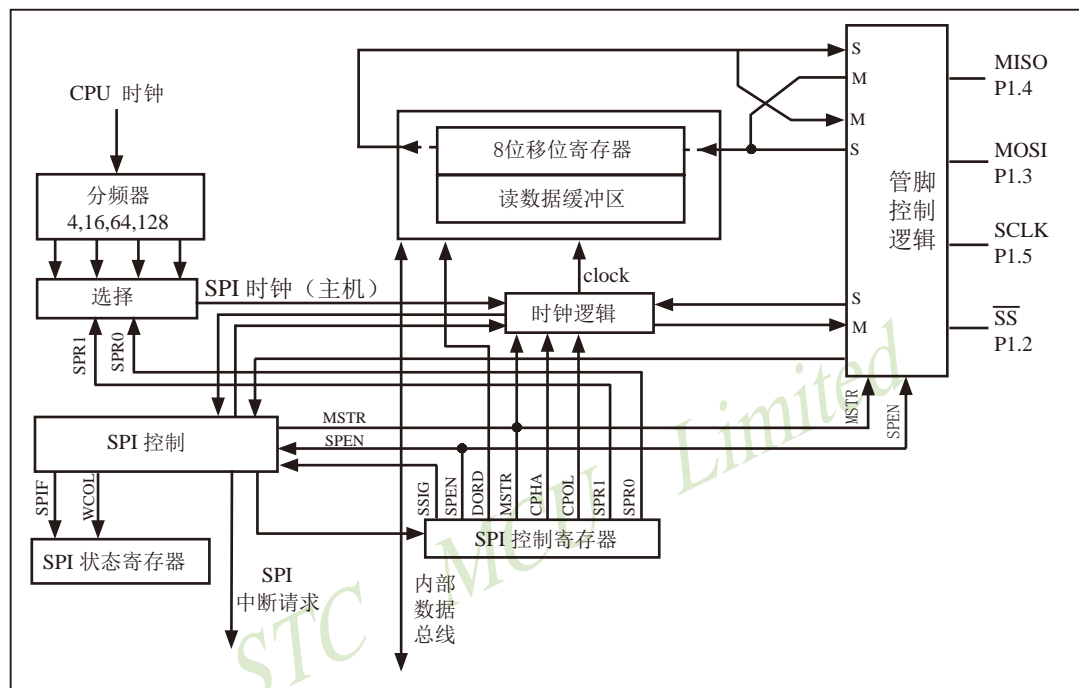 CPU 时钟
分频器
4,16,64,128
选择
SPI 时钟（主机）
SPR1
SPR0
8位移位寄存器
读数据缓冲区
clock
时钟逻辑
S
M
M
S
S
M
管脚
控制
逻辑
MISO
P1.4
MOSI
P1.3
SCLK
P1.5
SS
P1.2
MSTR
SPEN
SPI 控制
MSTR
SPEN
SPIF
WCOL
SSIG
SPEN
DORD
MSTR
CPHA
CPOL
SPR1
SPR0
SPI 控制寄存器
SPI 状态寄存器
SPI
中断请求
内部
数据
总线
STC MCU Limited